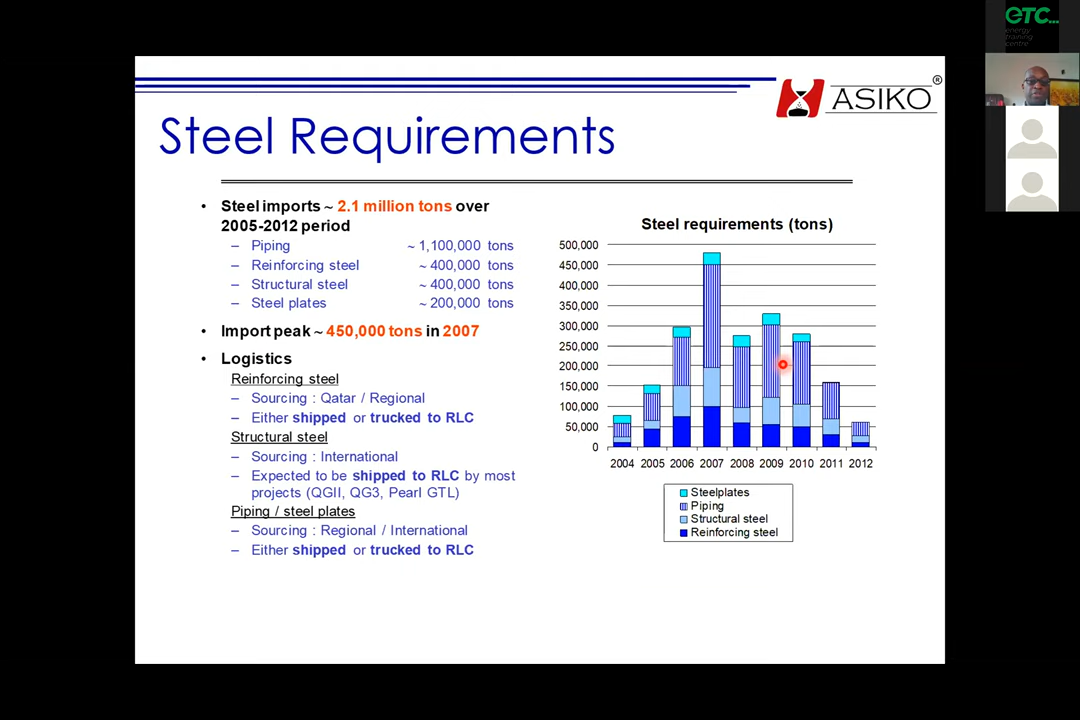 eTC...
energy
training
centre
ASIKO®
Steel Requirements
• Steel imports ~ 2.1 million tons over
2005-2012 period
– Piping ~ 1,100,000 tons
– Reinforcing steel ~ 400,000 tons
– Structural steel ~ 400,000 tons
– Steel plates ~ 200,000 tons
• Import peak ~ 450,000 tons in 2007
• Logistics
Reinforcing steel
– Sourcing : Qatar / Regional
– Either shipped or trucked to RLC
Structural steel
– Sourcing : International
– Expected to be shipped to RLC by most
projects (QGII, QG3, Pearl GTL)
Piping / steel plates
– Sourcing : Regional / International
– Either shipped or trucked to RLC
Steel requirements (tons)
500,000
450,000
400,000
350,000
300,000
250,000
200,000
150,000
100,000
50,000
0
2004 2005 2006 2007 2008 2009 2010 2011 2012
Steelplates
Piping
Structural steel
Reinforcing steel